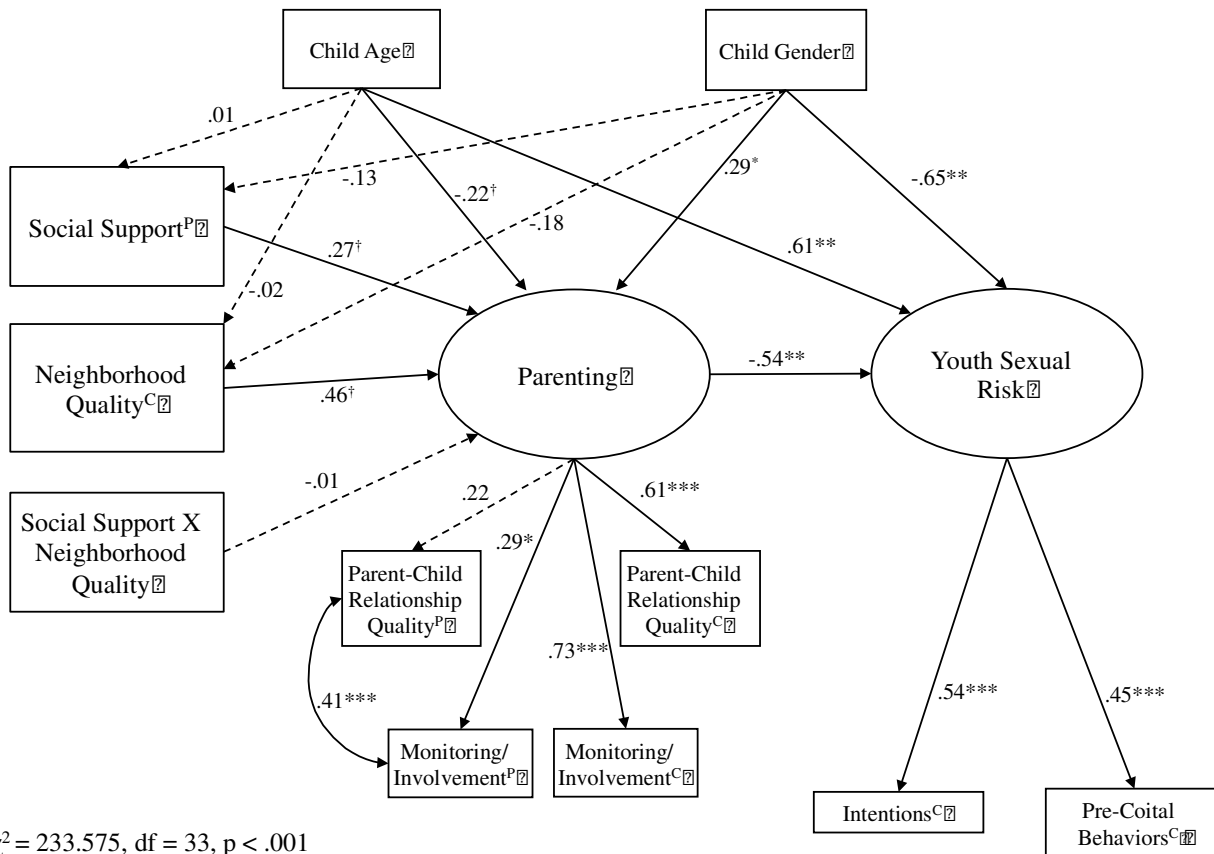 Child Age
Child Gender
.01
-.13
-.22†
.29*
-.65**
Social Support^P
-.18
.27†
.61**
-.02
Neighborhood
Quality^C
.46†
Parenting
-.54**
Youth Sexual
Risk
-.01
.22
.61***
Social Support X
Neighborhood
Quality
.29*
Parent-Child
Relationship
Quality^P
Parent-Child
Relationship
Quality^C
.73***
.41***
.54***
.45***
Monitoring/
Involvement^P
Monitoring/
Involvement^C
Intentions^C
Pre-Coital
Behaviors^C
² = 233.575, df = 33, p < .001